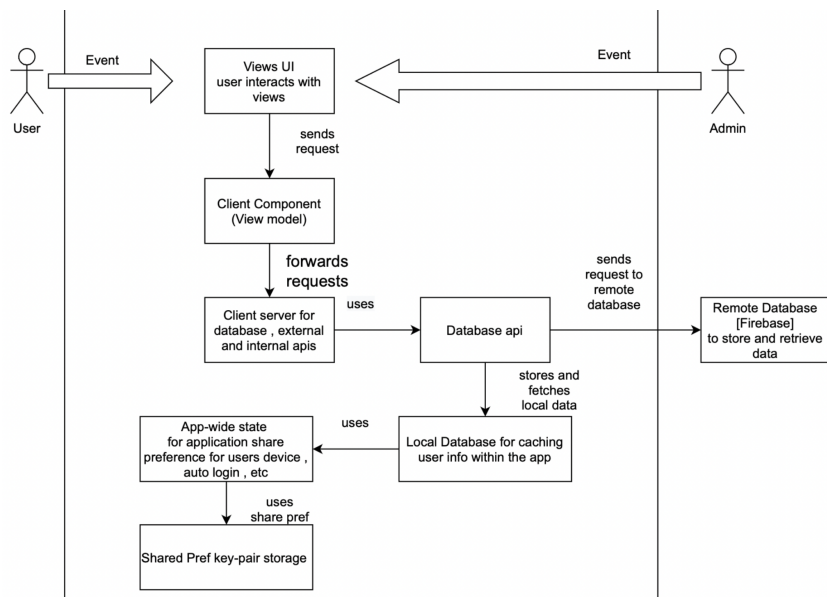 Event
Event
Views UI
user interacts with
views
User
Admin
sends
request
Client Component
(View model)
forwards
requests
sends
request to
remote
database
Client server for
database , external
and internal apis
uses
Database api
Remote Database
[Firebase]
to store and retrieve
data
stores and
fetches
local data
App-wide state
for application share
preference for users device ,
auto login , etc
uses
Local Database for caching
user info within the app
uses
share pref
Shared Pref key-pair storage